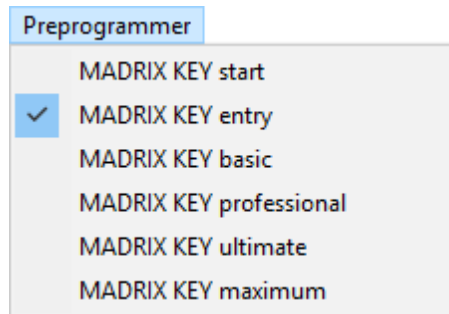 Preprogrammer
MADRIX KEY start
MADRIX KEY entry
MADRIX KEY basic
MADRIX KEY professional
MADRIX KEY ultimate
MADRIX KEY maximum